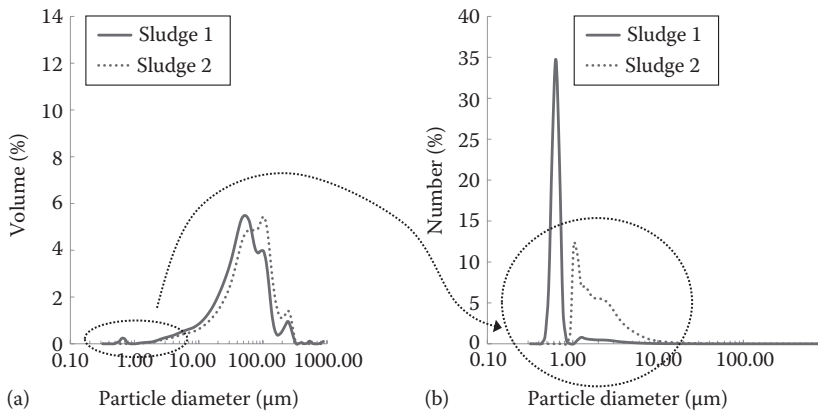 14
12
10
8
6
4
2
0
Volume (%)
Sludge 1
Sludge 2
0.10 1.00 10.00 100.00 1000.00
(a) Particle diameter (µm)
40
35
30
25
20
15
10
5
0
Number (%)
Sludge 1
Sludge 2
0.10 1.00 10.00 100.00
(b) Particle diameter (µm)